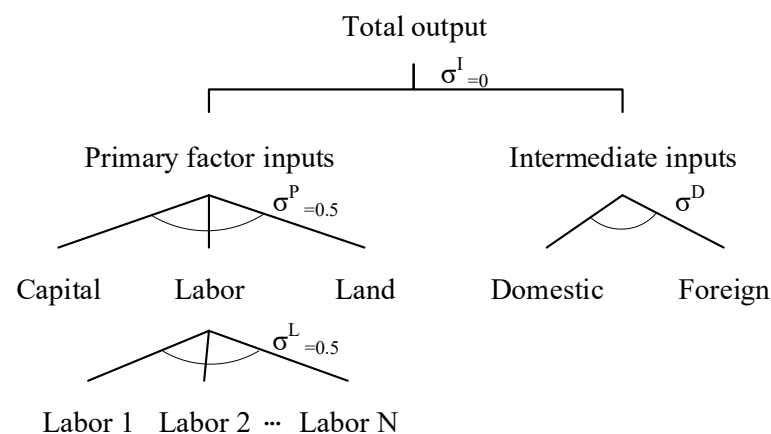 Total output
σᴵ =0
Primary factor inputs Intermediate inputs
σᴾ =0.5 σᴰ
Capital Labor Land Domestic Foreign
σᴸ =0.5
Labor 1 Labor 2 ··· Labor N